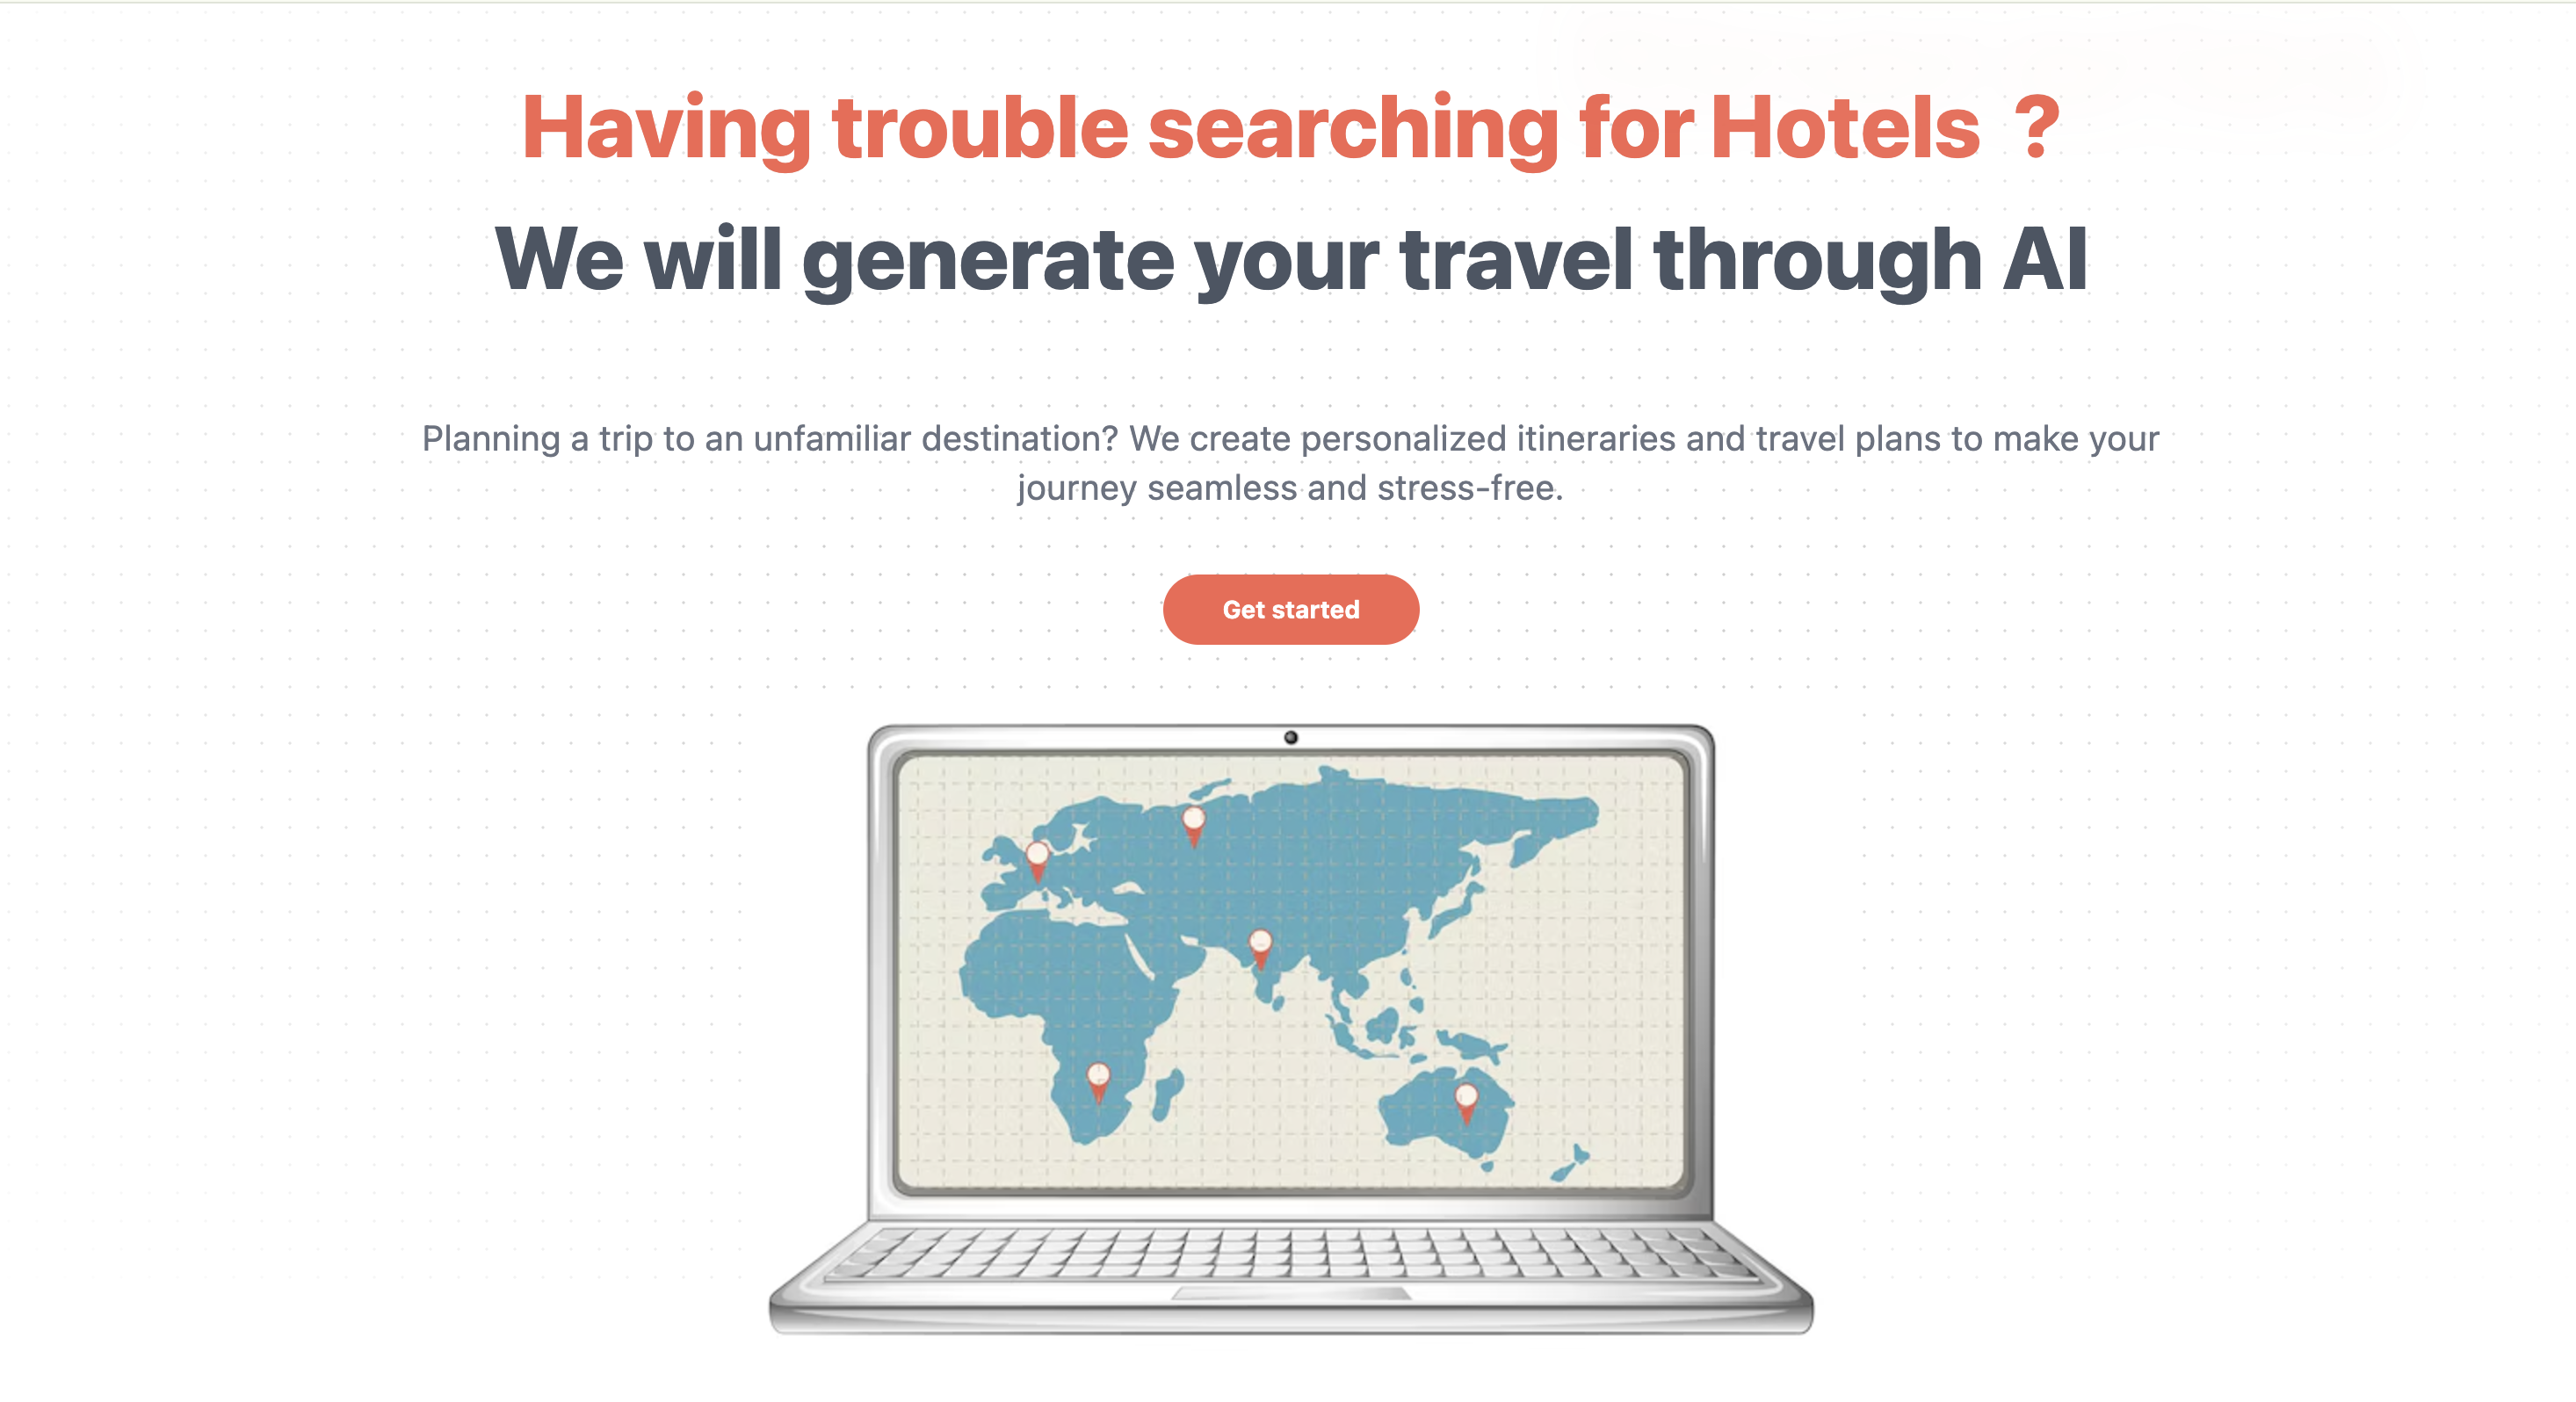 Having trouble searching for Hotels ?
We will generate your travel through AI
Planning a trip to an unfamiliar destination? We create personalized itineraries and travel plans to make your
journey seamless and stress-free.
Get started